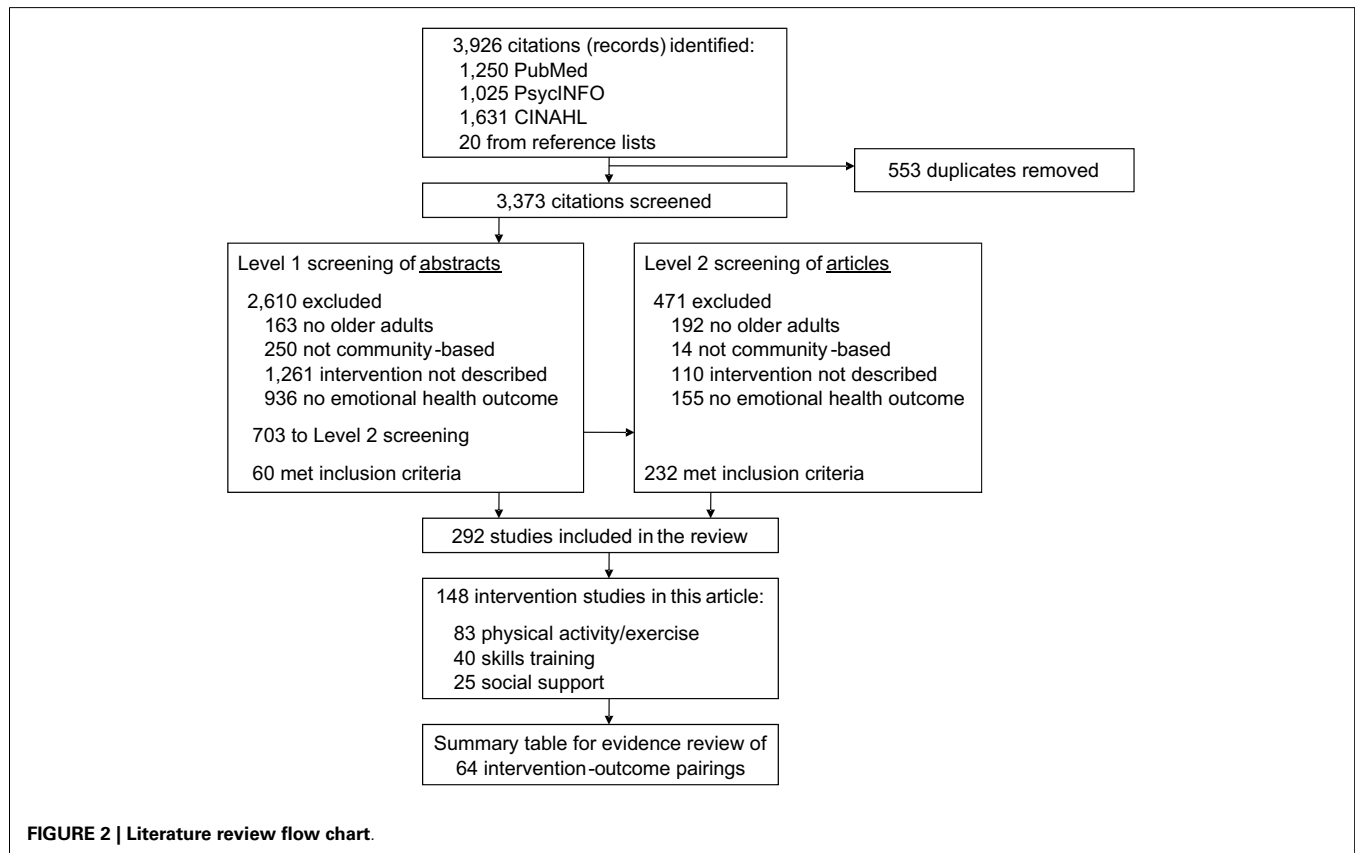 3,926 citations (records) identified:
1,250 PubMed
1,025 PsycINFO
1,631 CINAHL
20 from reference lists
553 duplicates removed
3,373 citations screened
Level 1 screening of abstracts
2,610 excluded
163 no older adults
250 not community-based
1,261 intervention not described
936 no emotional health outcome
703 to Level 2 screening
60 met inclusion criteria
Level 2 screening of articles
471 excluded
192 no older adults
14 not community-based
110 intervention not described
155 no emotional health outcome
232 met inclusion criteria
292 studies included in the review
148 intervention studies in this article:
83 physical activity/exercise
40 skills training
25 social support
Summary table for evidence review of
64 intervention-outcome pairings
FIGURE 2 | Literature review flow chart.